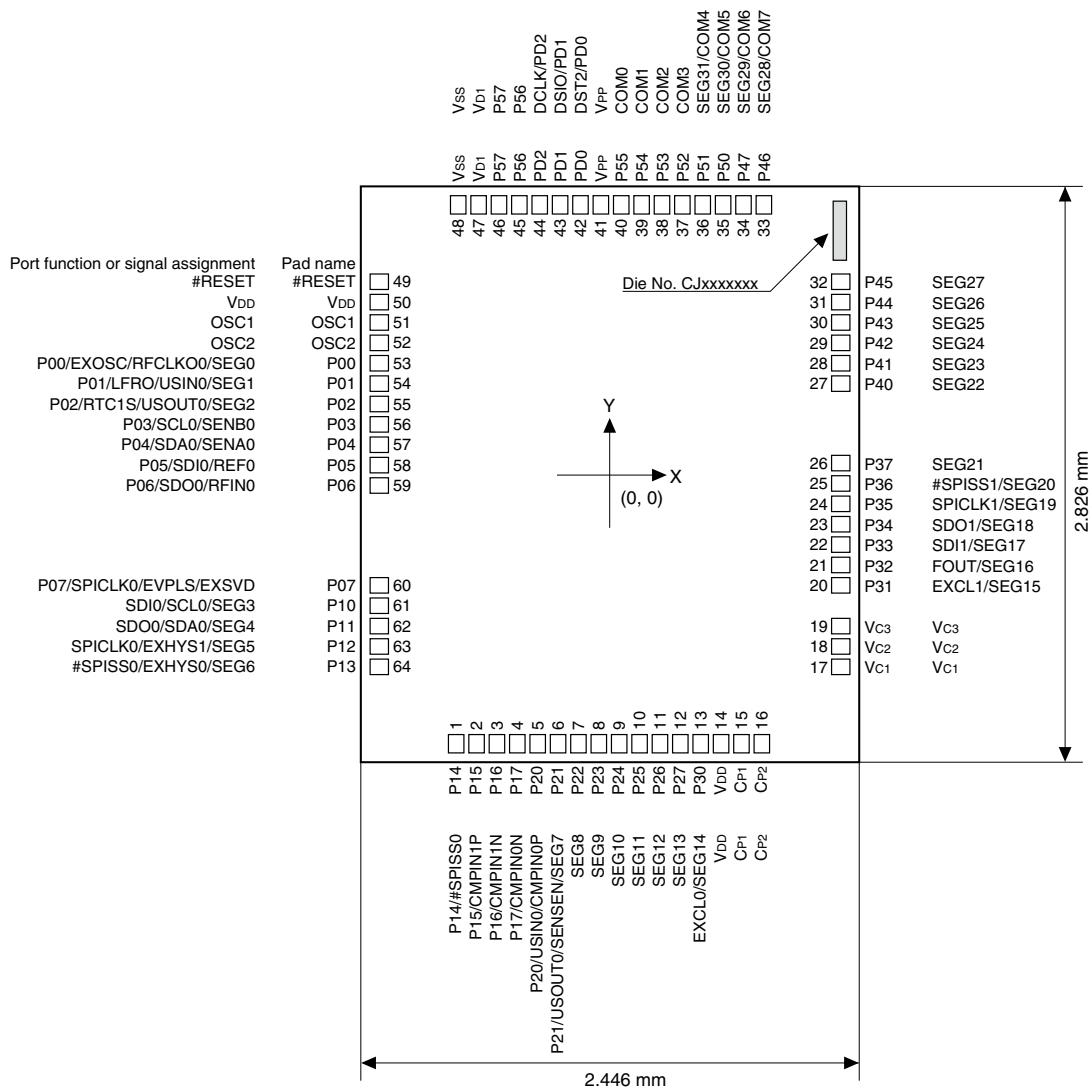 VSS VD1 P57 P56 DCLK/PD2 DSIO/PD1 DST2/PD0 VPP COM0 COM1 COM2 COM3 SEG31/COM4 SEG30/COM5 SEG29/COM6 SEG28/COM7
VSS VD1 P57 P56 PD2 PD1 PD0 VPP P55 P54 P53 P52 P51 P50 P47 P46
48 47 46 45 44 43 42 41 40 39 38 37 36 35 34 33
Port function or signal assignment Pad name
#RESET #RESET 49 Die No. CJxxxxxxx 32 P45 SEG27
VDD VDD 50 31 P44 SEG26
OSC1 OSC1 51 30 P43 SEG25
OSC2 OSC2 52 29 P42 SEG24
P00/EXOSC/RFCLKO0/SEG0 P00 53 28 P41 SEG23
P01/LFRO/USIN0/SEG1 P01 54 27 P40 SEG22
P02/RTC1S/USOUT0/SEG2 P02 55 Y
P03/SCL0/SENB0 P03 56
P04/SDA0/SENA0 P04 57
P05/SDI0/REF0 P05 58 X 26 P37 SEG21
P06/SDO0/RFIN0 P06 59 (0, 0) 25 P36 #SPISS1/SEG20
24 P35 SPICLK1/SEG19
23 P34 SDO1/SEG18
22 P33 SDI1/SEG17
21 P32 FOUT/SEG16
P07/SPICLK0/EVPLS/EXSVD P07 60 20 P31 EXCL1/SEG15
SDI0/SCL0/SEG3 P10 61
SDO0/SDA0/SEG4 P11 62 19 VC3 VC3
SPICLK0/EXHYS1/SEG5 P12 63 18 VC2 VC2
#SPISS0/EXHYS0/SEG6 P13 64 17 VC1 VC1
2.826 mm
1 2 3 4 5 6 7 8 9 10 11 12 13 14 15 16
P14 P15 P16 P17 P20 P21 P22 P23 P24 P25 P26 P27 P30 VDD CP1 CP2
P14/#SPISS0 P15/CMPIN1P P16/CMPIN1N P17/CMPIN0N P20/USIN0/CMPIN0P P21/USOUT0/SENSEN/SEG7 SEG8 SEG9 SEG10 SEG11 SEG12 SEG13 EXCL0/SEG14 VDD CP1 CP2
2.446 mm